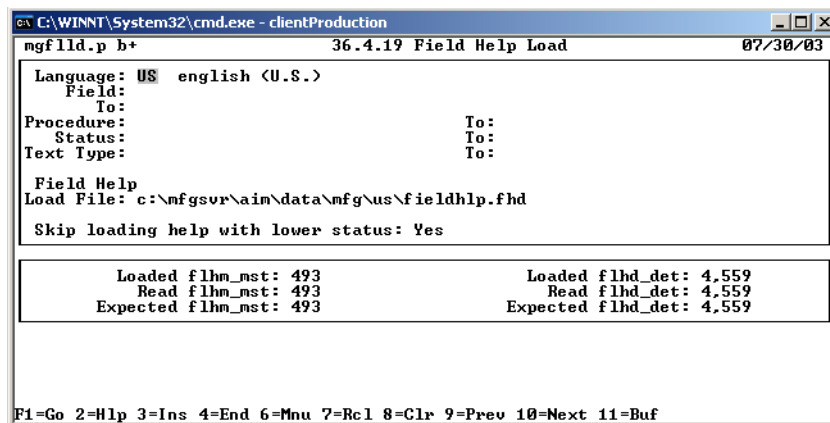 C:\WINNT\System32\cmd.exe - clientProduction
mgflld.p b+ 36.4.19 Field Help Load 07/30/03
Language: US english (U.S.)
Field:
To:
Procedure: To:
Status: To:
Text Type: To:
Field Help
Load File: c:\mfgsvr\aim\data\mfg\us\fieldhlp.fhd
Skip loading help with lower status: Yes
Loaded flhm_mst: 493 Loaded flhd_det: 4,559
Read flhm_mst: 493 Read flhd_det: 4,559
Expected flhm_mst: 493 Expected flhd_det: 4,559
F1=Go 2=Hlp 3=Ins 4=End 6=Mnu 7=Rcl 8=Clr 9=Prev 10=Next 11=Buf